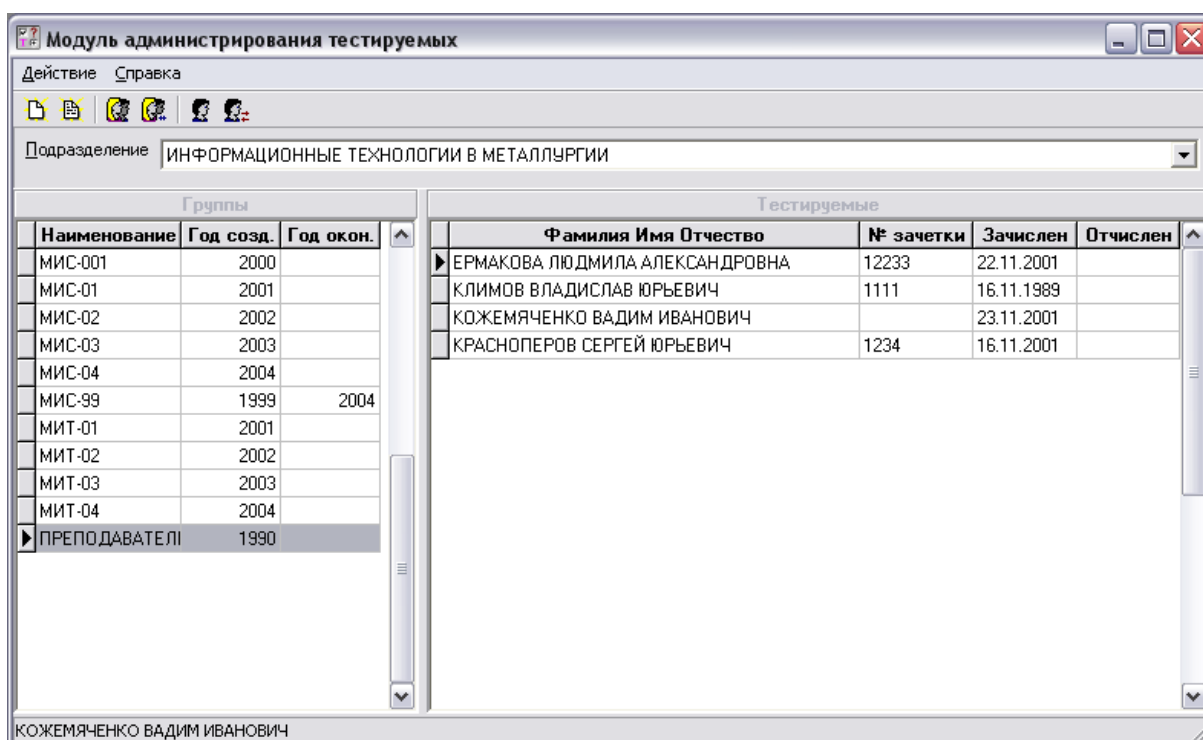 Модуль администрирования тестируемых
Действие Справка
Подразделение ИНФОРМАЦИОННЫЕ ТЕХНОЛОГИИ В МЕТАЛЛУРГИИ
Группы
Наименование Год созд. Год окон.
МИС-001 2000
МИС-01 2001
МИС-02 2002
МИС-03 2003
МИС-04 2004
МИС-99 1999 2004
МИТ-01 2001
МИТ-02 2002
МИТ-03 2003
МИТ-04 2004
ПРЕПОДАВАТЕЛИ 1990
Тестируемые
Фамилия Имя Отчество № зачетки Зачислен Отчислен
ЕРМАКОВА ЛЮДМИЛА АЛЕКСАНДРОВНА 12233 22.11.2001
КЛИМОВ ВЛАДИСЛАВ ЮРЬЕВИЧ 1111 16.11.1989
КОЖЕМЯЧЕНКО ВАДИМ ИВАНОВИЧ 23.11.2001
КРАСНОПЕРОВ СЕРГЕЙ ЮРЬЕВИЧ 1234 16.11.2001
КОЖЕМЯЧЕНКО ВАДИМ ИВАНОВИЧ